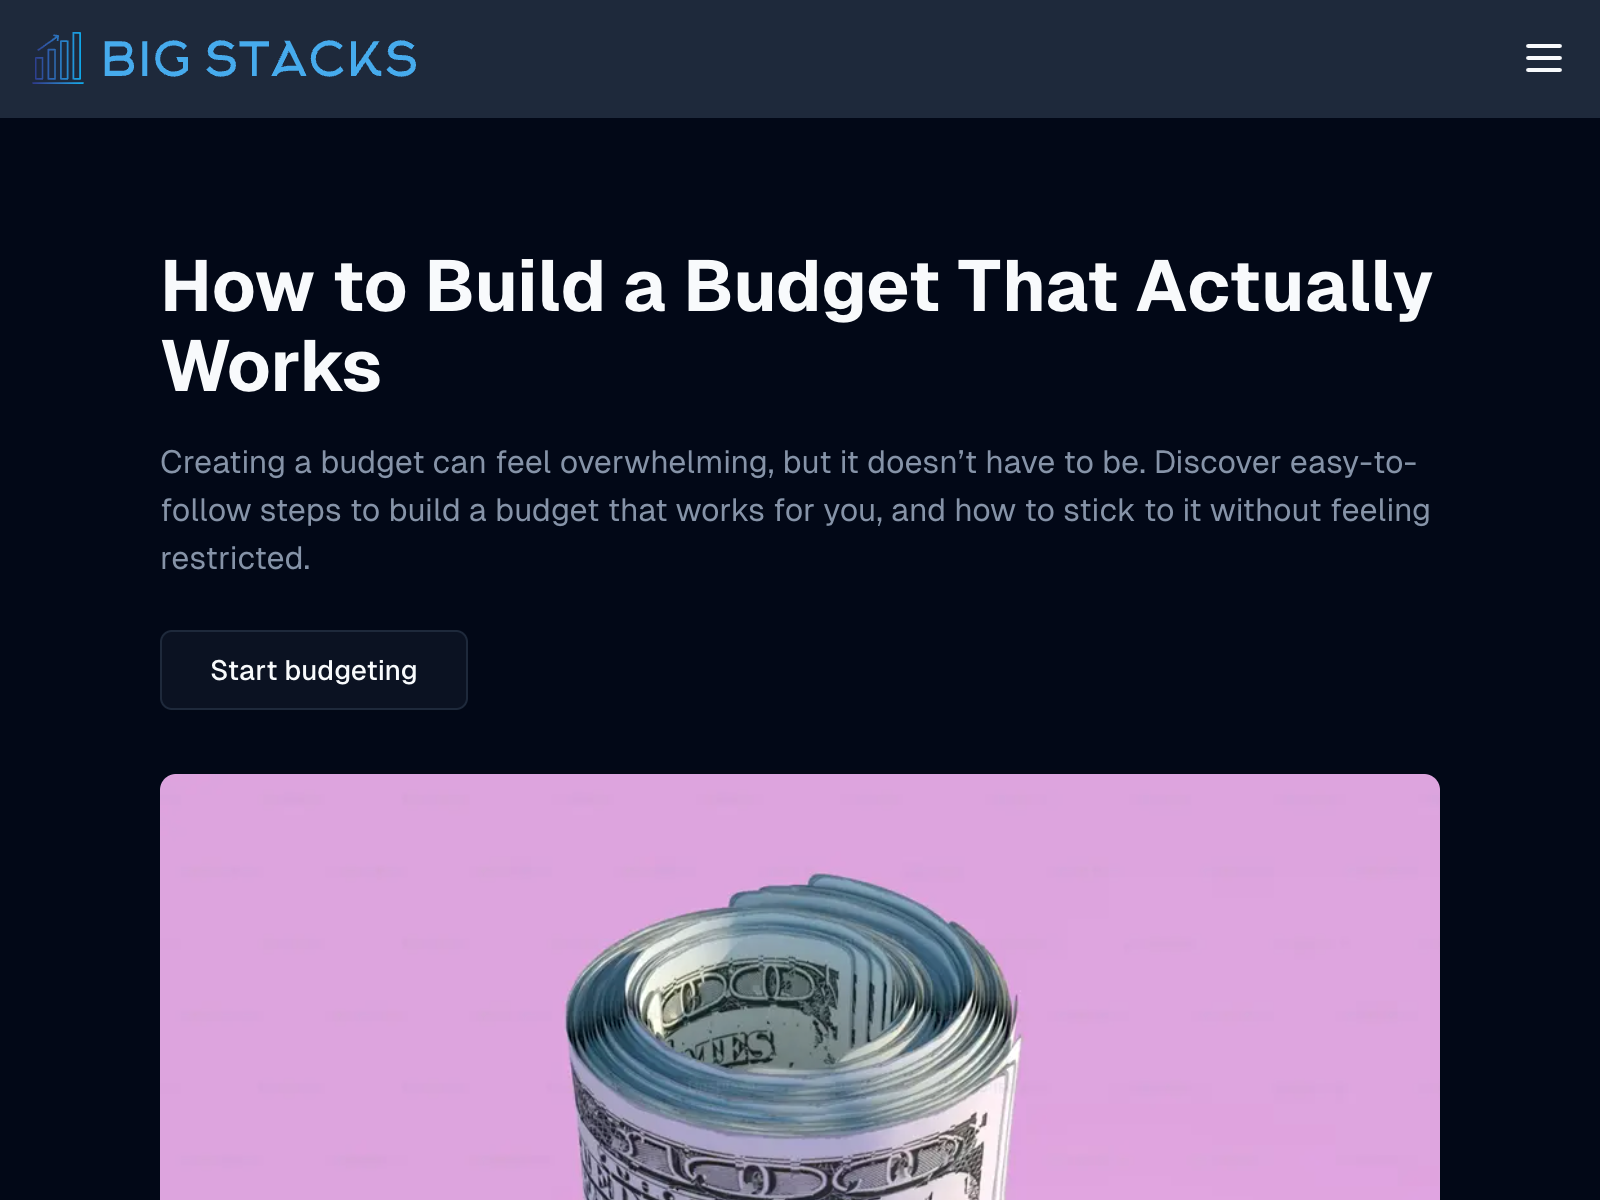 BIG STACKS
How to Build a Budget That Actually
Works
Creating a budget can feel overwhelming, but it doesn’t have to be. Discover easy-to-
follow steps to build a budget that works for you, and how to stick to it without feeling
restricted.
Start budgeting